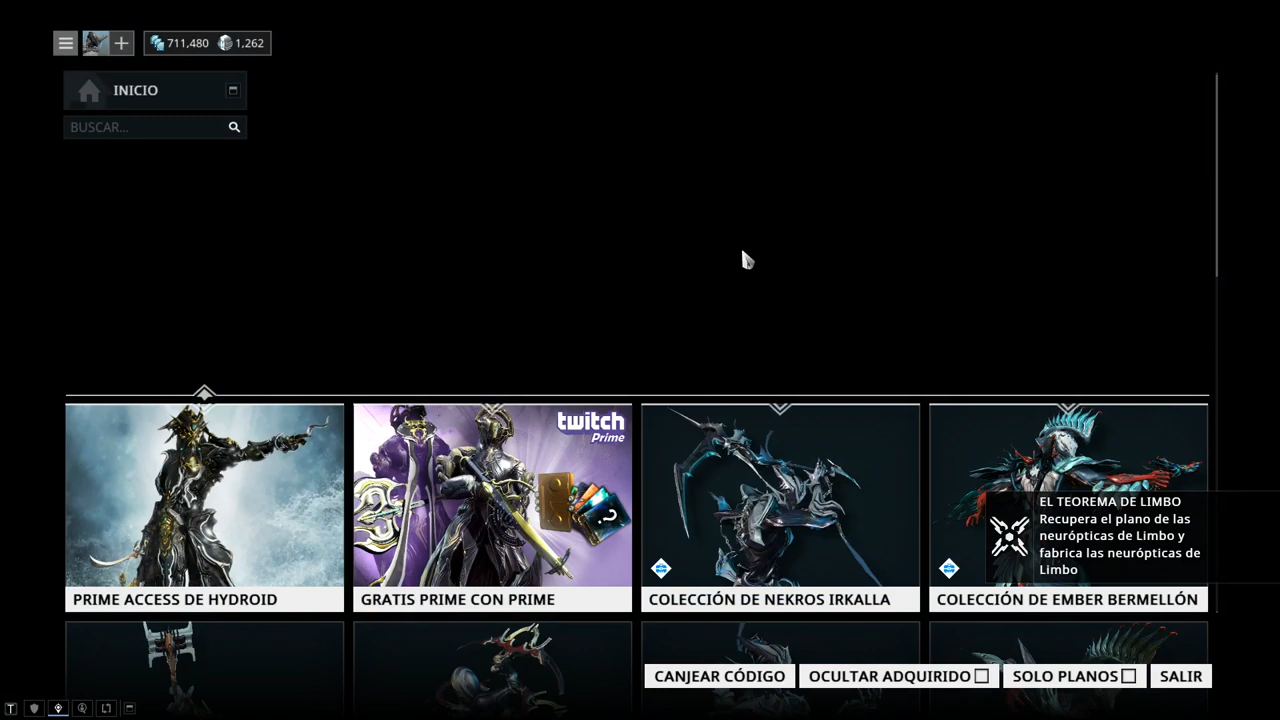 711,480 1,262
INICIO
BUSCAR...
twitch
Prime
?
EL TEOREMA DE LIMBO
Recupera el plano de las
neurópticas de Limbo y
fabrica las neurópticas de
Limbo
PRIME ACCESS DE HYDROID
GRATIS PRIME CON PRIME
COLECCIÓN DE NEKROS IRKALLA
COLECCIÓN DE EMBER BERMELLÓN
CANJEAR CÓDIGO
OCULTAR ADQUIRIDO
SOLO PLANOS
SALIR
T